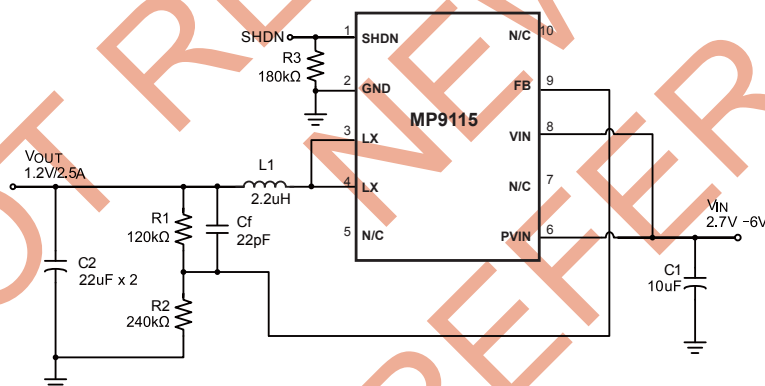 SHDN
R3
180kΩ
1
SHDN
2
GND
3
LX
4
LX
5
N/C
MP9115
N/C
10
FB
9
VIN
8
N/C
7
PVIN
6
VOUT
1.2V/2.5A
L1
2.2uH
R1
120kΩ
Cf
22pF
C2
22uF x 2
R2
240kΩ
VIN
2.7V -6V
C1
10uF
NEW
REFER